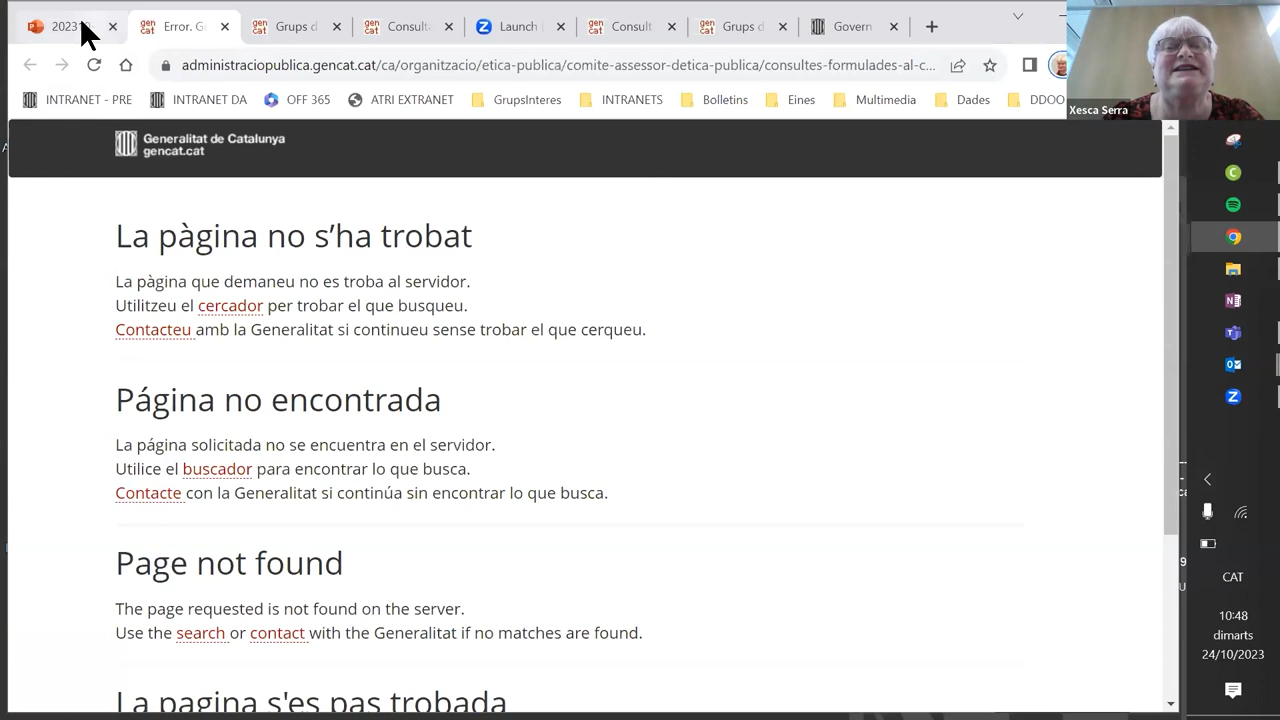 2023
Error. G
Grups d
Consult
Launch
Consult
Grups d
Govern
administraciopublica.gencat.cat/ca/organitzacio/etica-publica/comite-assessor-detica-publica/consultes-formulades-al-c...
INTRANET - PRE
INTRANET DA
OFF 365
ATRI EXTRANET
GrupsInteres
INTRANETS
Bolletins
Eines
Multimedia
Dades
DDOO
Xesca Serra
Generalitat de Catalunya
gencat.cat
La pàgina no s’ha trobat
La pàgina que demaneu no es troba al servidor.
Utilitzeu el cercador per trobar el que busqueu.
Contacteu amb la Generalitat si continueu sense trobar el que cerqueu.
Página no encontrada
La página solicitada no se encuentra en el servidor.
Utilice el buscador para encontrar lo que busca.
Contacte con la Generalitat si continúa sin encontrar lo que busca.
Page not found
The page requested is not found on the server.
Use the search or contact with the Generalitat if no matches are found.
La pagina s'es pas trobada
CAT
10:48
dimarts
24/10/2023